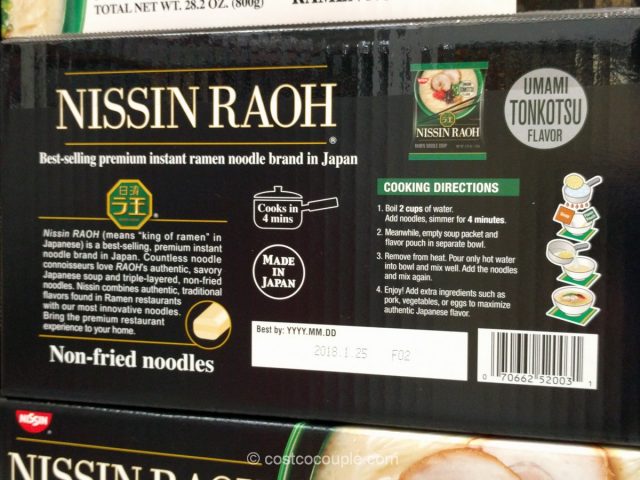 TOTAL NET WT. 28.2 OZ. (800g)
NISSIN RAOH®
Best-selling premium instant ramen noodle brand in Japan
日清
ラ王
Nissin RAOH (means "king of ramen" in
Japanese) is a best-selling, premium instant
noodle brand in Japan. Countless noodle
connoisseurs love RAOH's authentic, savory
Japanese soup and triple-layered, non-fried
noodles. Nissin combines authentic, traditional
flavors found in Ramen restaurants
with our most innovative noodles.
Bring the premium restaurant
experience to your home.
Non-fried noodles
Cooks in
4 mins
MADE
IN
JAPAN
NISSIN RAOH
RAMEN NOODLE SOUP
UMAMI
TONKOTSU
FLAVOR
COOKING DIRECTIONS
1. Boil 2 cups of water.
Add noodles, simmer for 4 minutes.
2. Meanwhile, empty soup packet and
flavor pouch in separate bowl.
3. Remove from heat. Pour only hot water
into bowl and mix well. Add the noodles
and mix again.
4. Enjoy! Add extra ingredients such as
pork, vegetables, or eggs to maximize
authentic Japanese flavor.
Best by: YYYY.MM.DD
2018.1.25 F02
0 70662 52003 1
NISSIN
NISSIN RAOH
© costcocouple.com